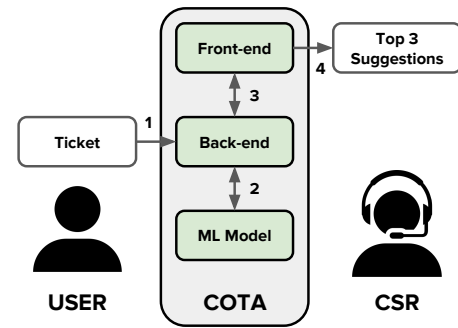 Front-end
4
Top 3
Suggestions
3
Ticket
1
Back-end
2
ML Model
USER
COTA
CSR